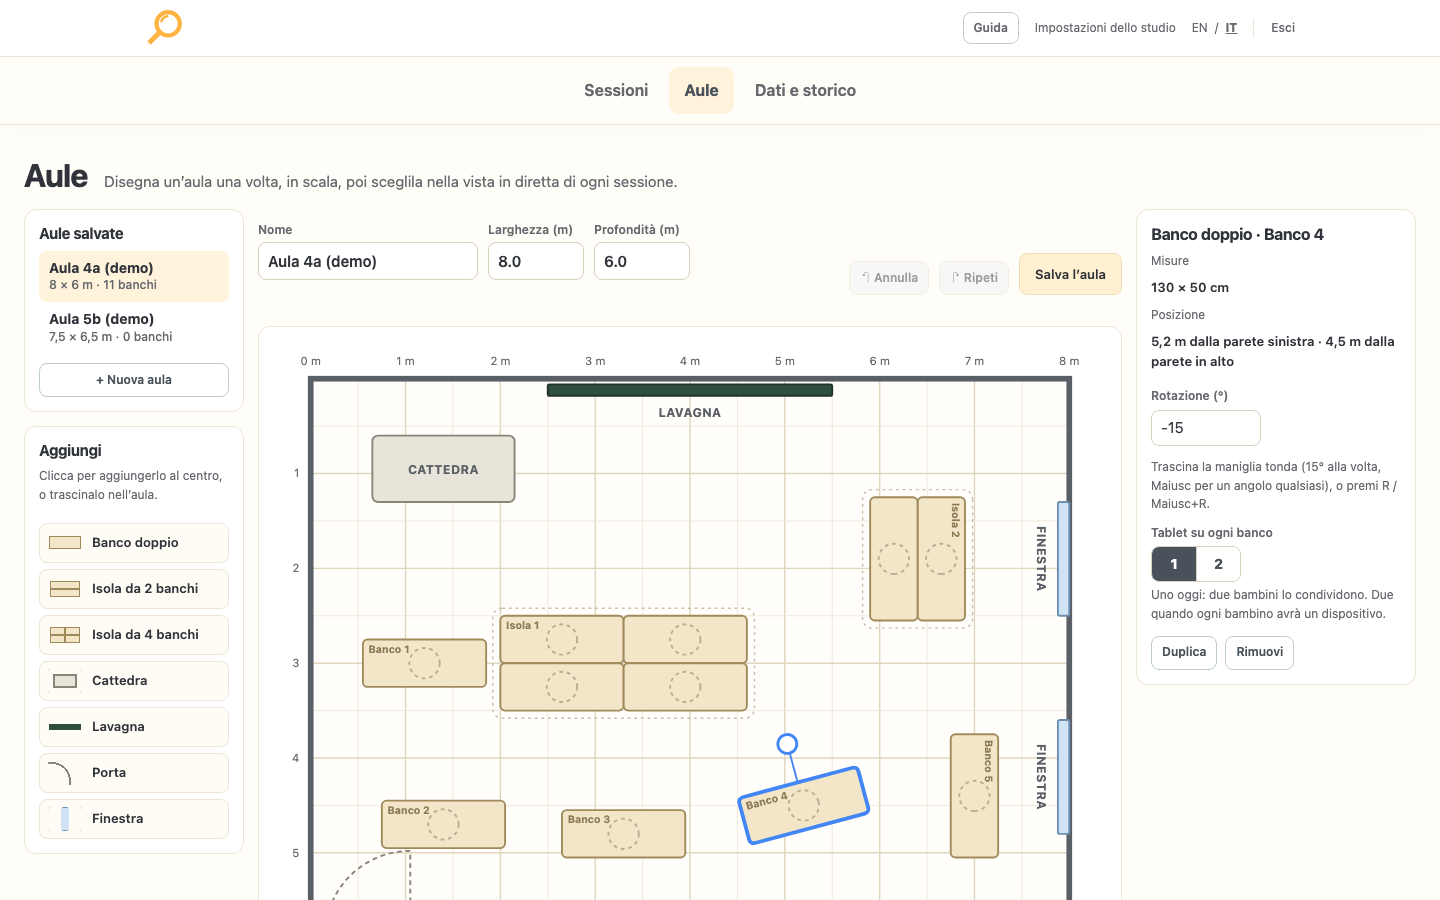 Guida
Impostazioni dello studio
EN / IT
Esci
Sessioni
Aule
Dati e storico
Aule
Disegna un'aula una volta, in scala, poi sceglila nella vista in diretta di ogni sessione.
Aule salvate
Aula 4a (demo)
8 × 6 m · 11 banchi
Aula 5b (demo)
7,5 × 6,5 m · 0 banchi
+ Nuova aula
Aggiungi
Clicca per aggiungerlo al centro,
o trascinalo nell'aula.
Banco doppio
Isola da 2 banchi
Isola da 4 banchi
Cattedra
Lavagna
Porta
Finestra
Nome
Larghezza (m)
Profondità (m)
Aula 4a (demo)
8.0
6.0
Annulla
Ripeti
Salva l'aula
0 m
1 m
2 m
3 m
4 m
5 m
6 m
7 m
8 m
LAVAGNA
1
CATTEDRA
Isola 2
FINESTRA
2
Isola 1
Banco 1
3
4
Banco 4
Banco 5
FINESTRA
Banco 2
Banco 3
5
Banco doppio · Banco 4
Misure
130 × 50 cm
Posizione
5,2 m dalla parete sinistra · 4,5 m dalla
parete in alto
Rotazione (°)
-15
Trascina la maniglia tonda (15° alla volta,
Maiusc per un angolo qualsiasi), o premi R /
Maiusc+R.
Tablet su ogni banco
1
2
Uno oggi: due bambini lo condividono. Due
quando ogni bambino avrà un dispositivo.
Duplica
Rimuovi